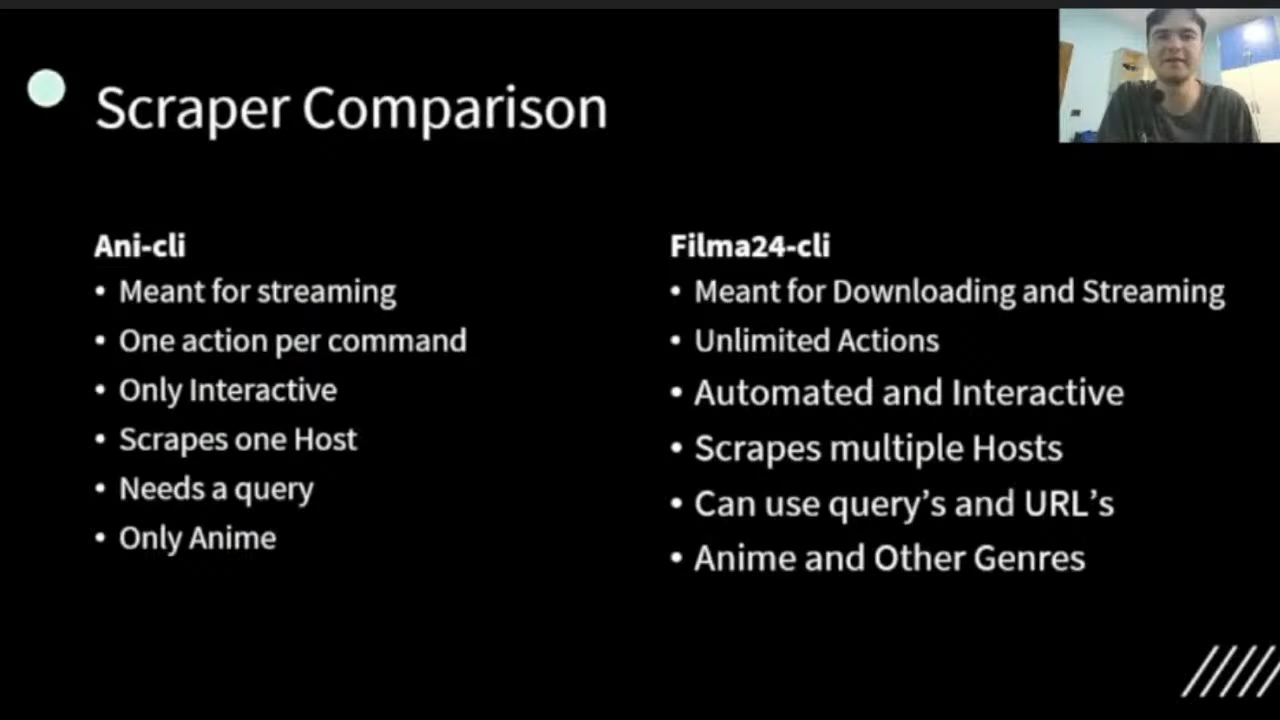 Scraper Comparison
Ani-cli
• Meant for streaming
• One action per command
• Only Interactive
• Scrapes one Host
• Needs a query
• Only Anime
Filma24-cli
• Meant for Downloading and Streaming
• Unlimited Actions
• Automated and Interactive
• Scrapes multiple Hosts
• Can use query’s and URL’s
• Anime and Other Genres